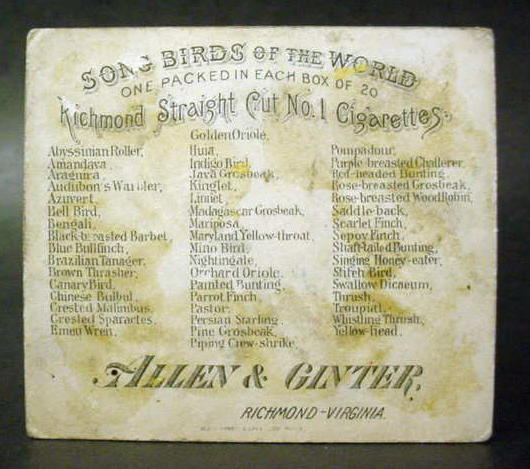 SONG BIRDS OF THE WORLD
ONE PACKED IN EACH BOX OF 20
Richmond Straight Cut No. 1 Cigarettes.
Abyssinian Roller,
Amandava,
Araguira,
Audubon's Warbler,
Azuvert,
Bell Bird,
Bengali,
Black-breasted Barbet,
Blue Bullfinch,
Brazilian Tanager,
Brown Thrasher,
Canary Bird,
Chinese Bulbul,
Crested Malimbus,
Crested Sparactes,
Emeu Wren,
Golden Oriole,
Huia,
Indigo Bird,
Java Grosbeak,
Kinglet,
Linnet,
Madagascar Grosbeak,
Mariposa,
Maryland Yellow-throat,
Mino Bird,
Nightingale,
Orchard Oriole,
Painted Bunting,
Parrot Finch,
Pastor,
Persian Starling,
Pine Grosbeak,
Piping Crow-shrike,
Pompadour,
Purple-breasted Chatterer,
Red-headed Bunting,
Rose-breasted Grosbeak,
Rose-breasted Wood Robin,
Saddle-back,
Scarlet Finch,
Sepoy Finch,
Shaft-tailed Bunting,
Singing Honey-eater,
Stitch Bird,
Swallow Dicaeum,
Thrush,
Troupial,
Whistling Thrush,
Yellow-head.
ALLEN & GINTER,
RICHMOND-VIRGINIA.